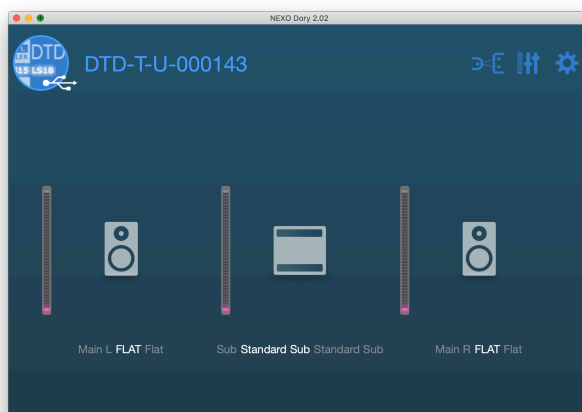 NEXO Dory 2.02
DTD
15 LS18
DTD-T-U-000143
Main L FLAT Flat
Sub Standard Sub Standard Sub
Main R FLAT Flat